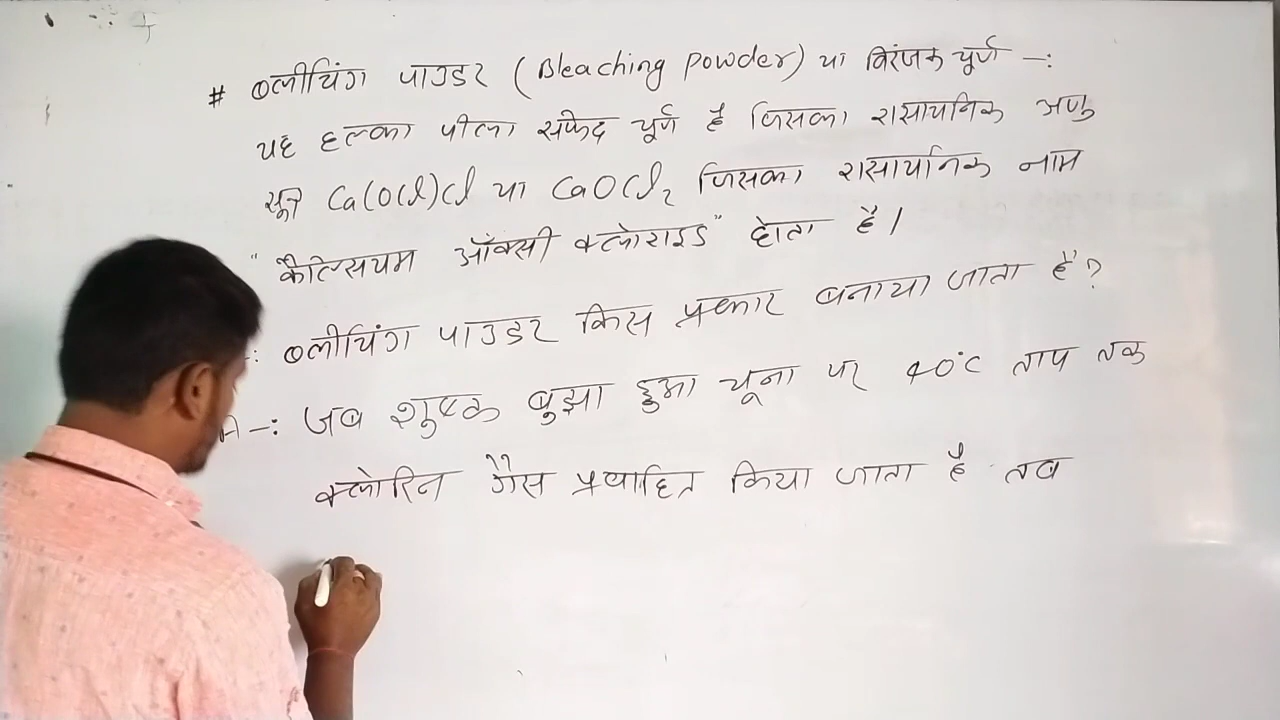 # ब्लीचिंग पाउडर (Bleaching powder) या विरंजक चूर्ण -:
यह हल्का पीला सफेद चूर्ण है जिसका रासायनिक अणु
सूत्र Ca(OCl)Cl या CaOCl₂ जिसका रासायनिक नाम
"कैल्सियम ऑक्सी क्लोराइड" होता है।
-: ब्लीचिंग पाउडर किस प्रकार बनाया जाता है?
-: जब शुष्क बुझा हुआ चूना पर 40°C ताप तक
क्लोरिन गैस प्रवाहित किया जाता है तब